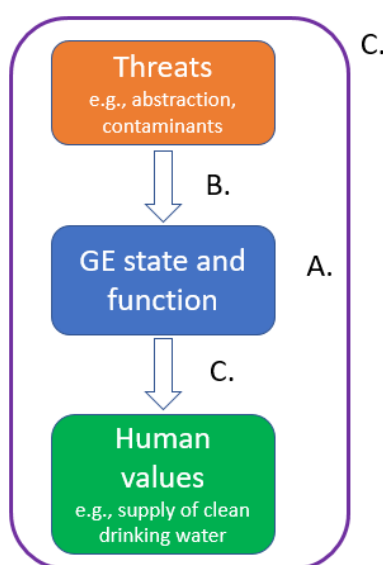 C.
Threats
e.g., abstraction,
contaminants
B.
GE state and
function
A.
C.
Human
values
e.g., supply of clean
drinking water